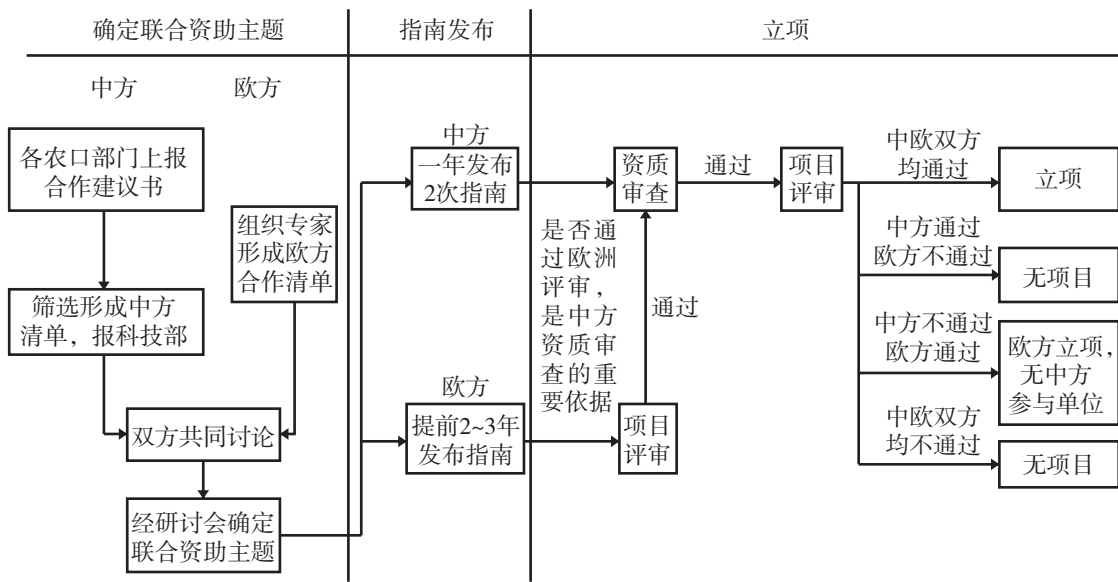 确定联合资助主题
指南发布
立项
中方
欧方
各农口部门上报
合作建议书
组织专家
形成欧方
合作清单
筛选形成中方
清单，报科技部
双方共同讨论
经研讨会确定
联合资助主题
中方
一年发布
2次指南
欧方
提前2~3年
发布指南
资质
审查
是否通
过欧洲
评审，
是中方
资质审
查的重
要依据
通过
项目
评审
通过
项目
评审
中欧双方
均通过
立项
中方通过
欧方不通过
无项目
中方不通过
欧方通过
欧方立项，
无中方
参与单位
中欧双方
均不通过
无项目